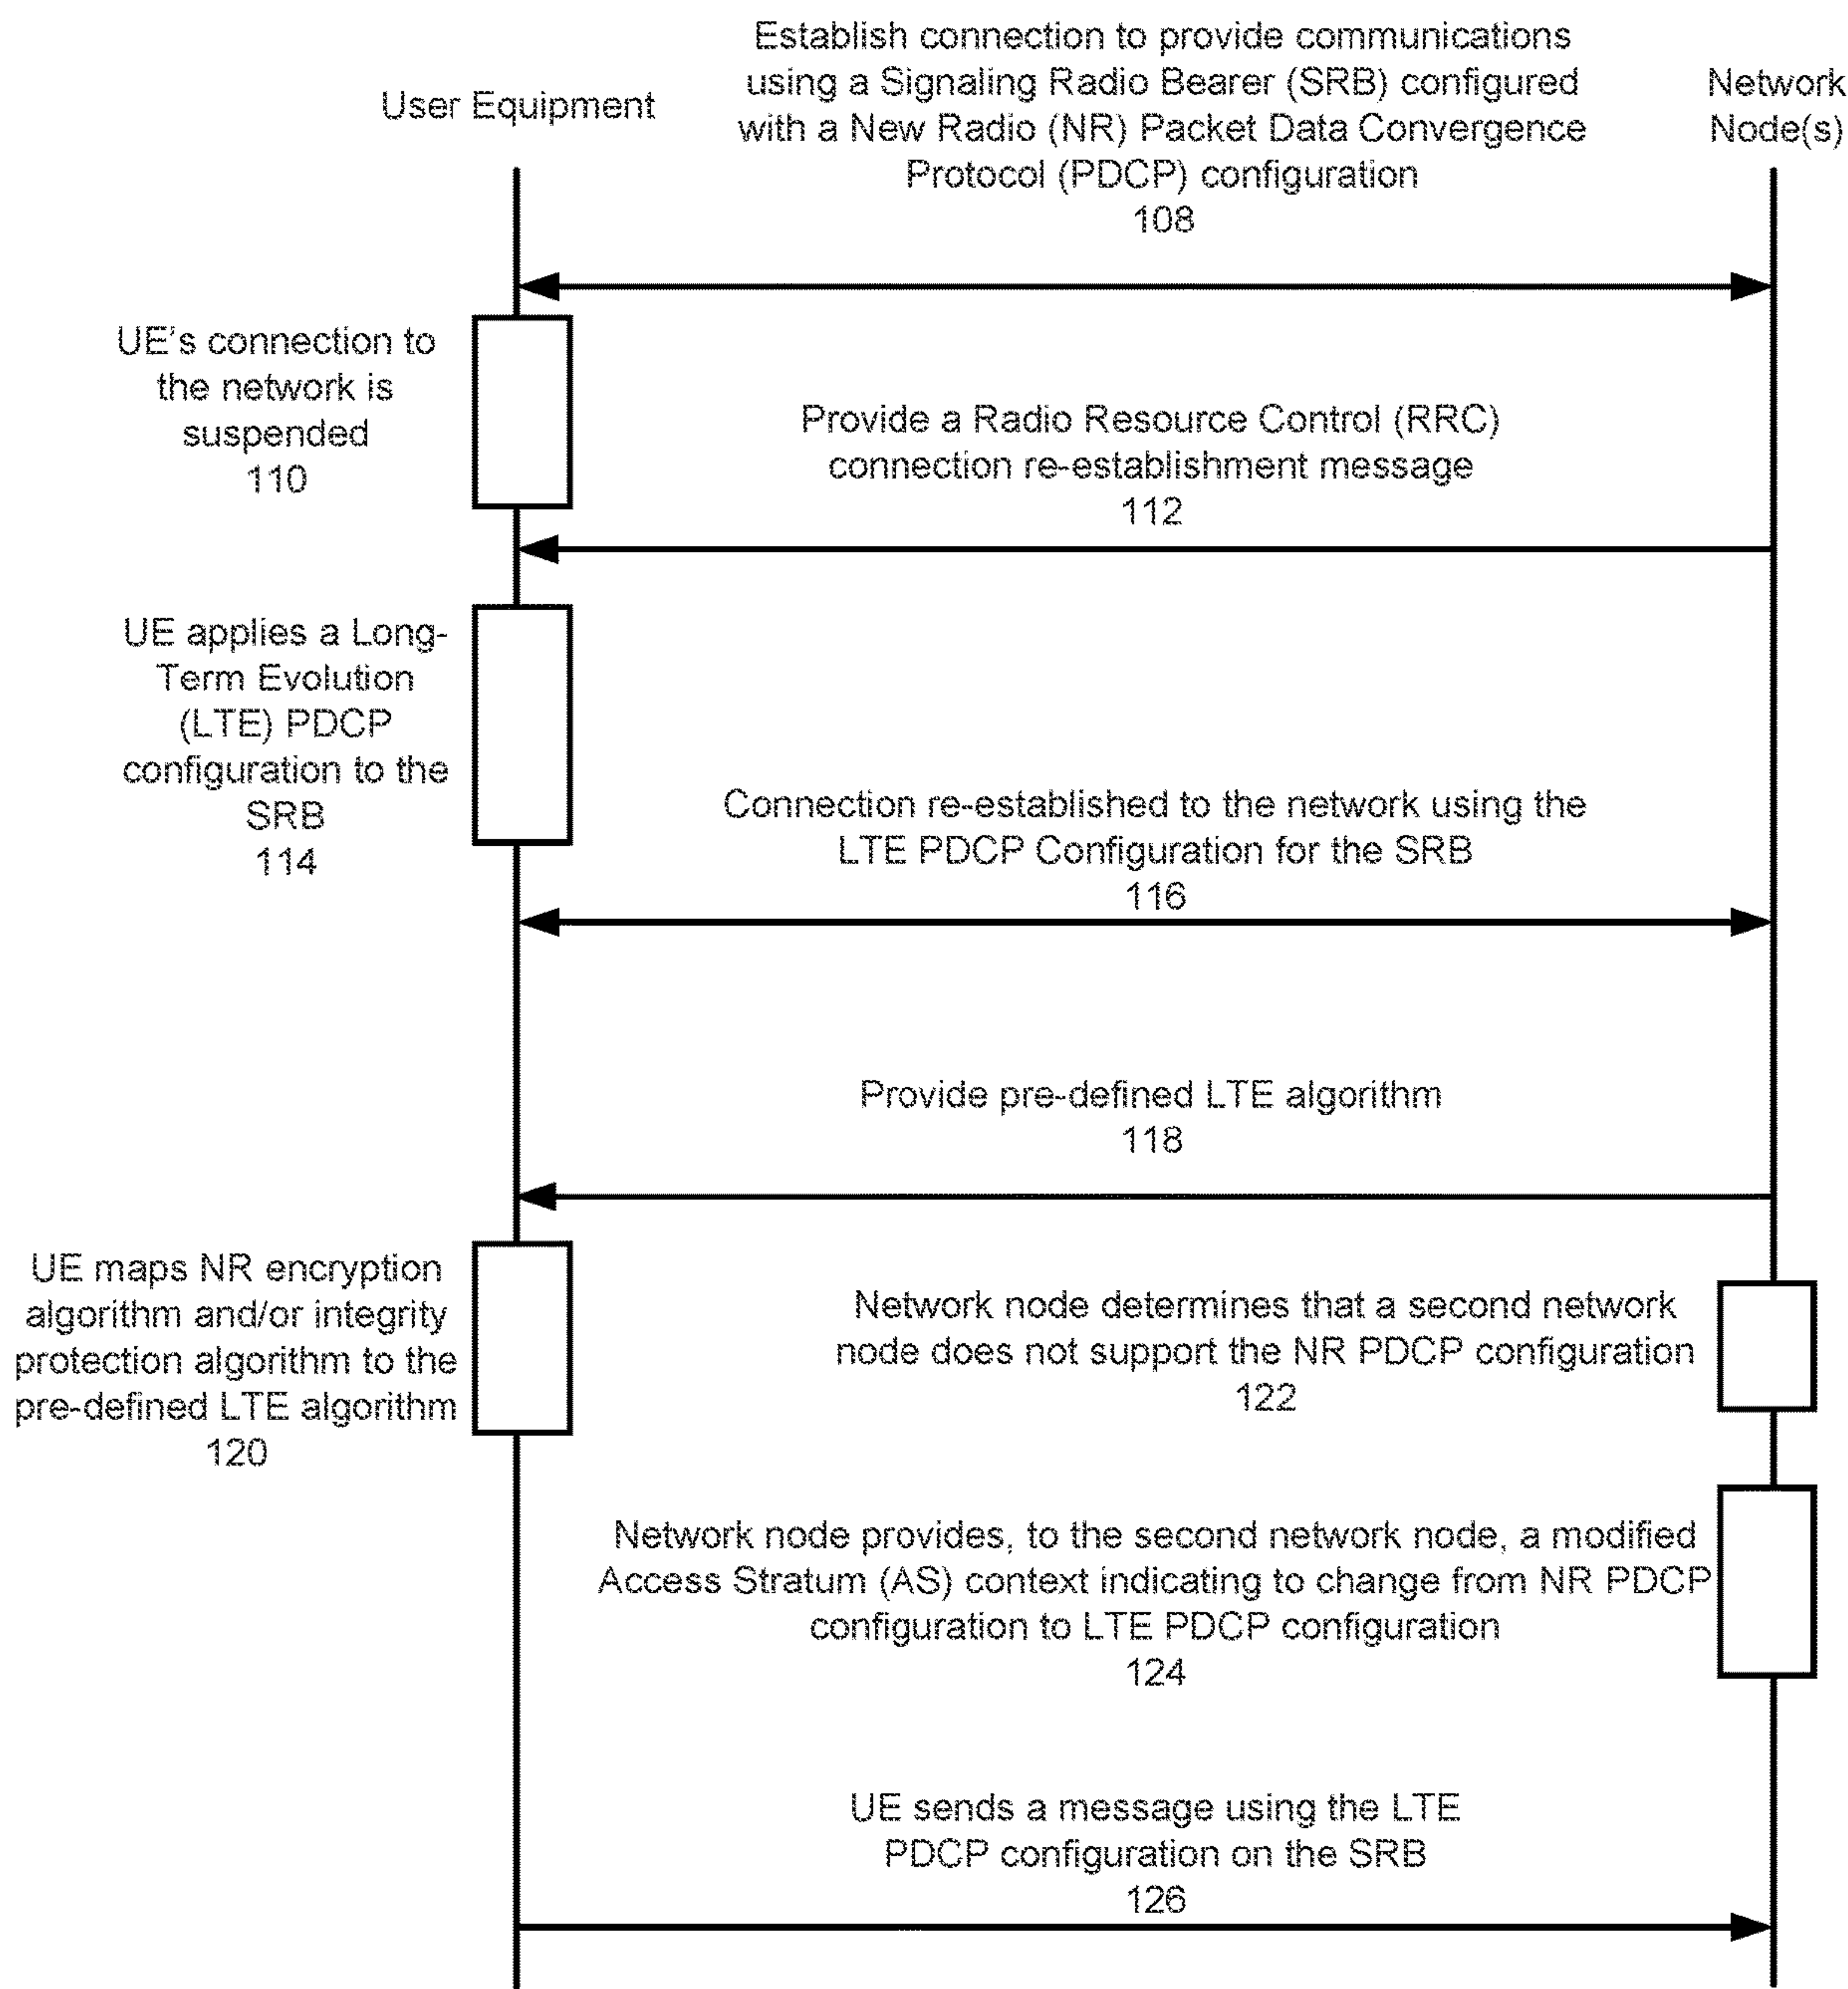 Establish connection to provide communications
using a Signaling Radio Bearer (SRB) configured
with a New Radio (NR) Packet Data Convergence
Protocol (PDCP) configuration
108
User Equipment
Network
Node(s)
UE's connection to
the network is
suspended
110
Provide a Radio Resource Control (RRC)
connection re-establishment message
112
UE applies a Long-
Term Evolution
(LTE) PDCP
configuration to the
SRB
114
Connection re-established to the network using the
LTE PDCP Configuration for the SRB
116
Provide pre-defined LTE algorithm
118
UE maps NR encryption
algorithm and/or integrity
protection algorithm to the
pre-defined LTE algorithm
120
Network node determines that a second network
node does not support the NR PDCP configuration
122
Network node provides, to the second network node, a modified
Access Stratum (AS) context indicating to change from NR PDCP
configuration to LTE PDCP configuration
124
UE sends a message using the LTE
PDCP configuration on the SRB
126